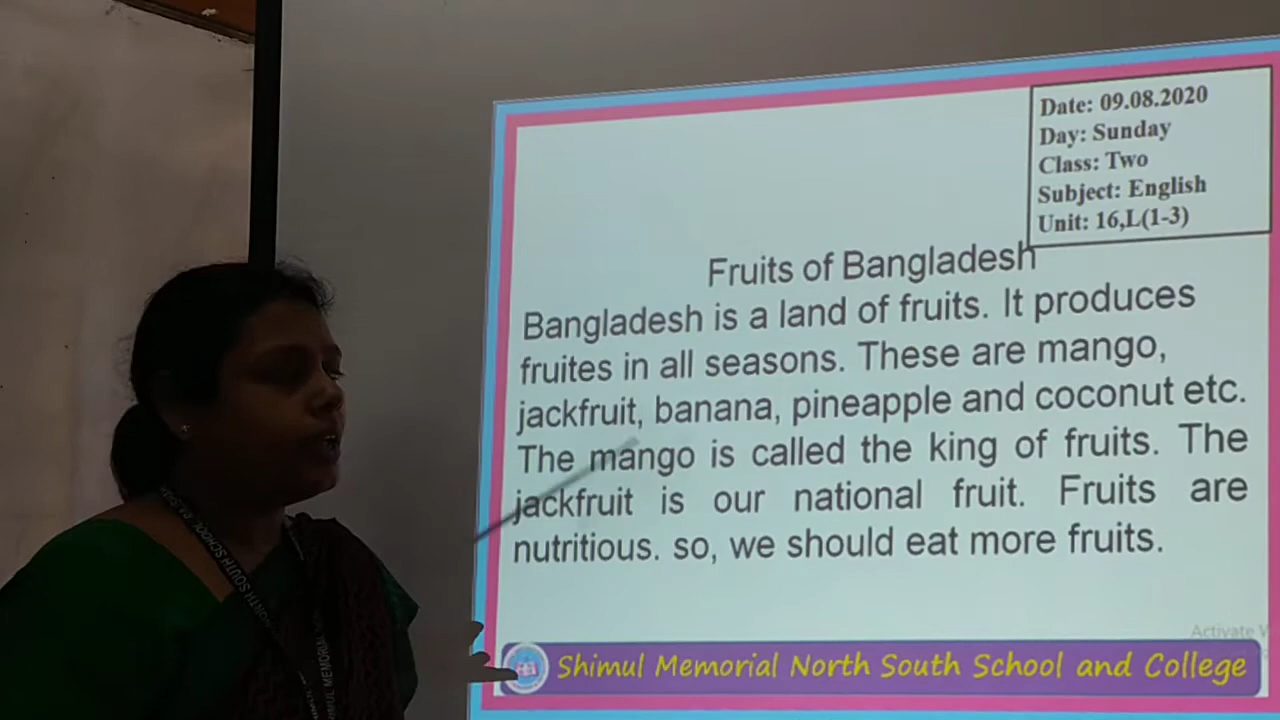 Date: 09.08.2020
Day: Sunday
Class: Two
Subject: English
Unit: 16,L(1-3)
Fruits of Bangladesh
Bangladesh is a land of fruits. It produces
fruites in all seasons. These are mango,
jackfruit, banana, pineapple and coconut etc.
The mango is called the king of fruits. The
jackfruit is our national fruit. Fruits are
nutritious. so, we should eat more fruits.
Activate
Shimul Memorial North South School and College